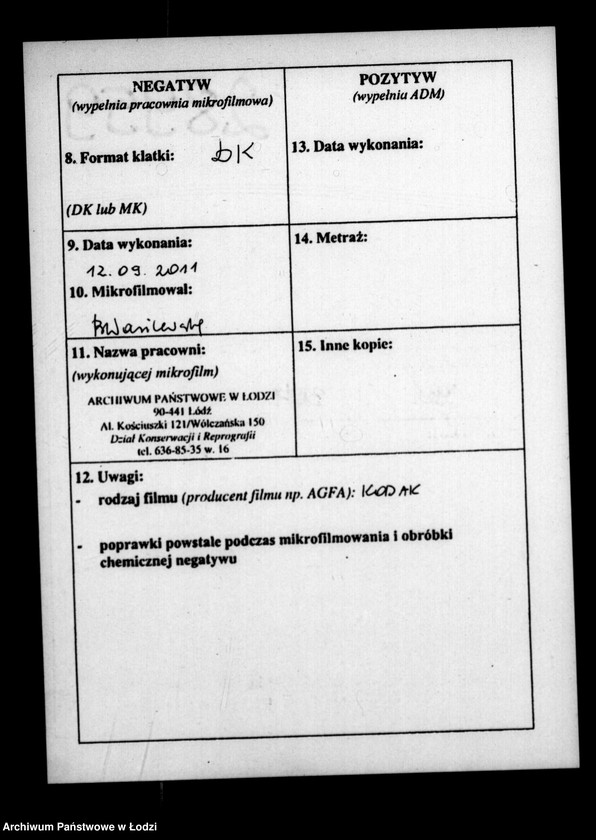 NEGATYW
(wypełnia pracownia mikrofilmowa)
8. Format klatki: DK
(DK lub MK)
9. Data wykonania:
12.09.2011
10. Mikrofilmował:
11. Nazwa pracowni:
(wykonującej mikrofilm)
ARCHIWUM PAŃSTWOWE W ŁODZI
90-441 Łódź
Al. Kościuszki 121/Wólczańska 150
Dział Konserwacji i Reprografii
tel. 636-85-35 w. 16
POZYTYW
(wypełnia ADM)
13. Data wykonania:
14. Metraż:
15. Inne kopie:
12. Uwagi:
- rodzaj filmu (producent filmu np. AGFA): KODAK
- poprawki powstałe podczas mikrofilmowania i obróbki
chemicznej negatywu
Archiwum Państwowe w Łodzi